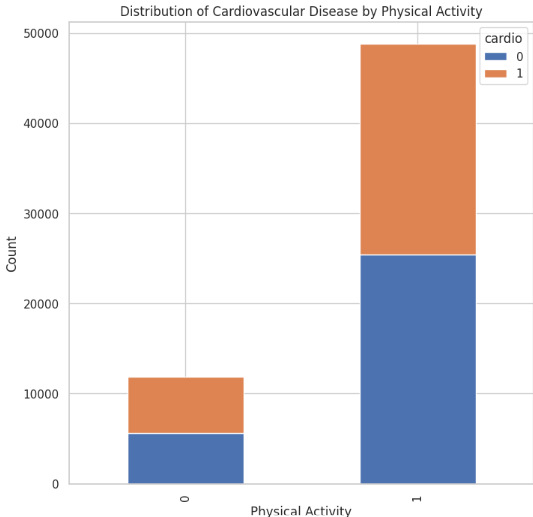 Distribution of Cardiovascular Disease by Physical Activity
50000
40000
30000
20000
10000
0
Count
cardio
0
1
0
1
Physical Activity